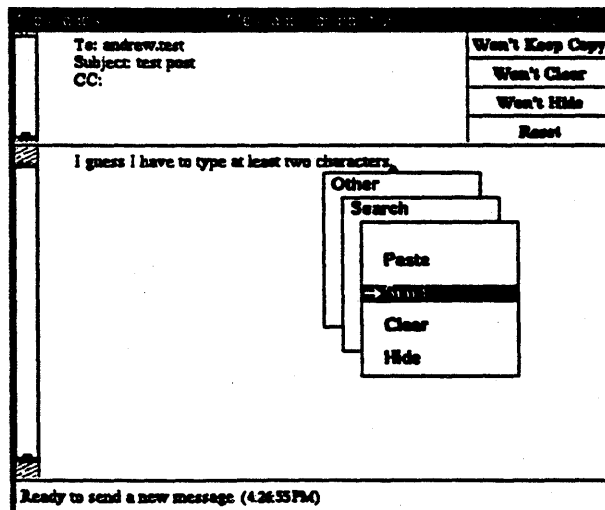 To: andrew.test
Subject: test post
CC:
Won't Keep Copy
Won't Clear
Won't Hide
Reset
I guess I have to type at least two characters.
Other
Search
Paste
Clear
Hide
Ready to send a new message (4:26:35 PM)